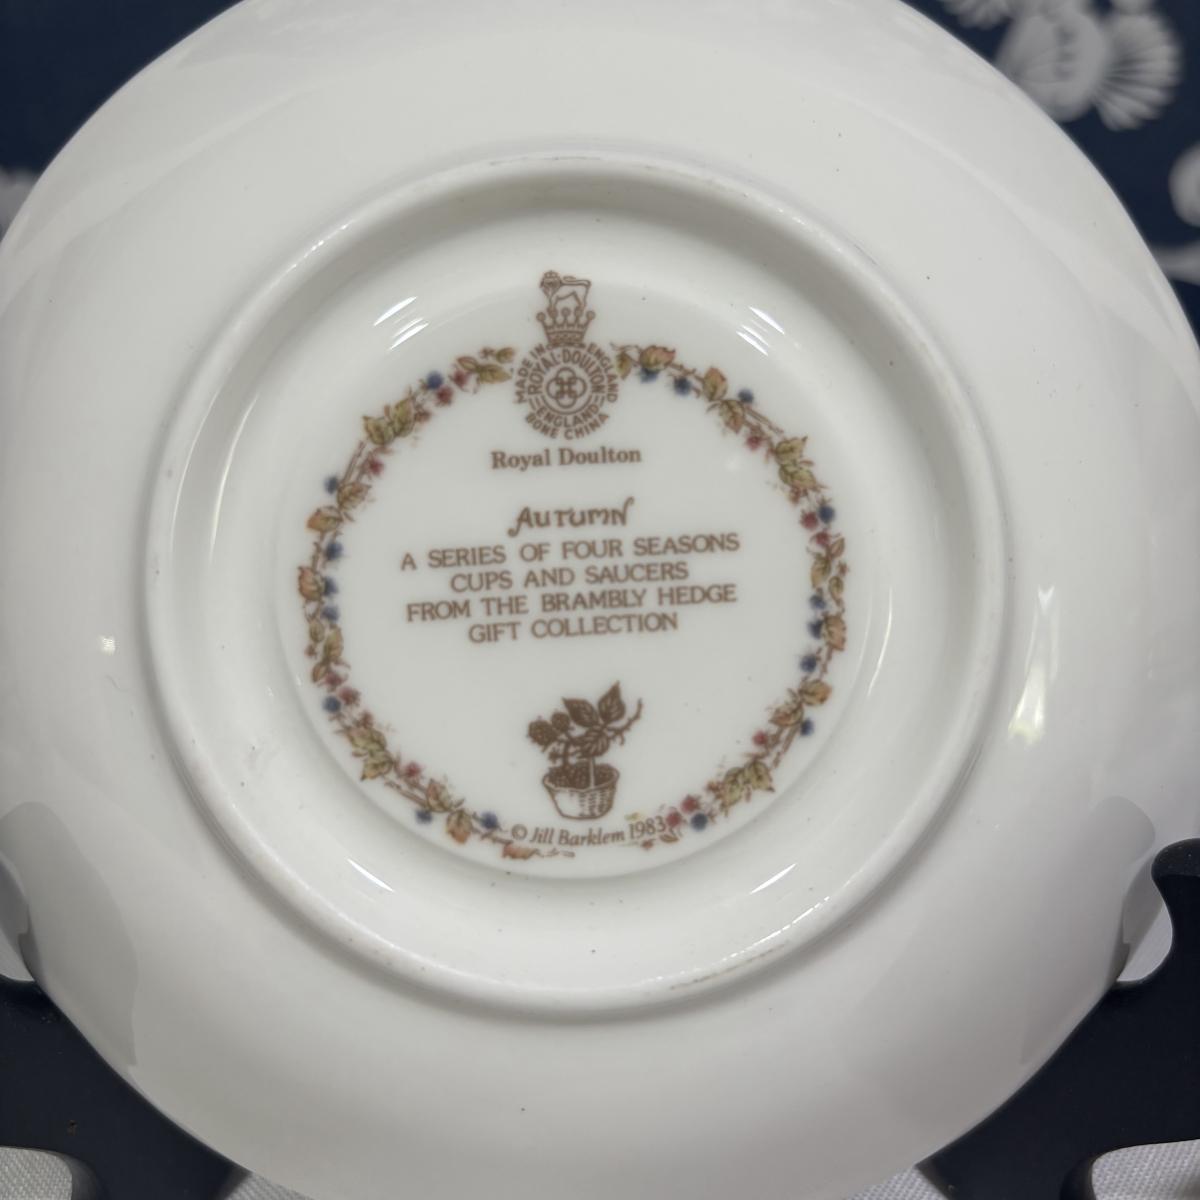 MADE IN ENGLAND
ROYAL·DOULTON
ENGLAND
BONE CHINA
Royal Doulton
AUTUMN
A SERIES OF FOUR SEASONS
CUPS AND SAUCERS
FROM THE BRAMBLY HEDGE
GIFT COLLECTION
© Jill Barklem 1983